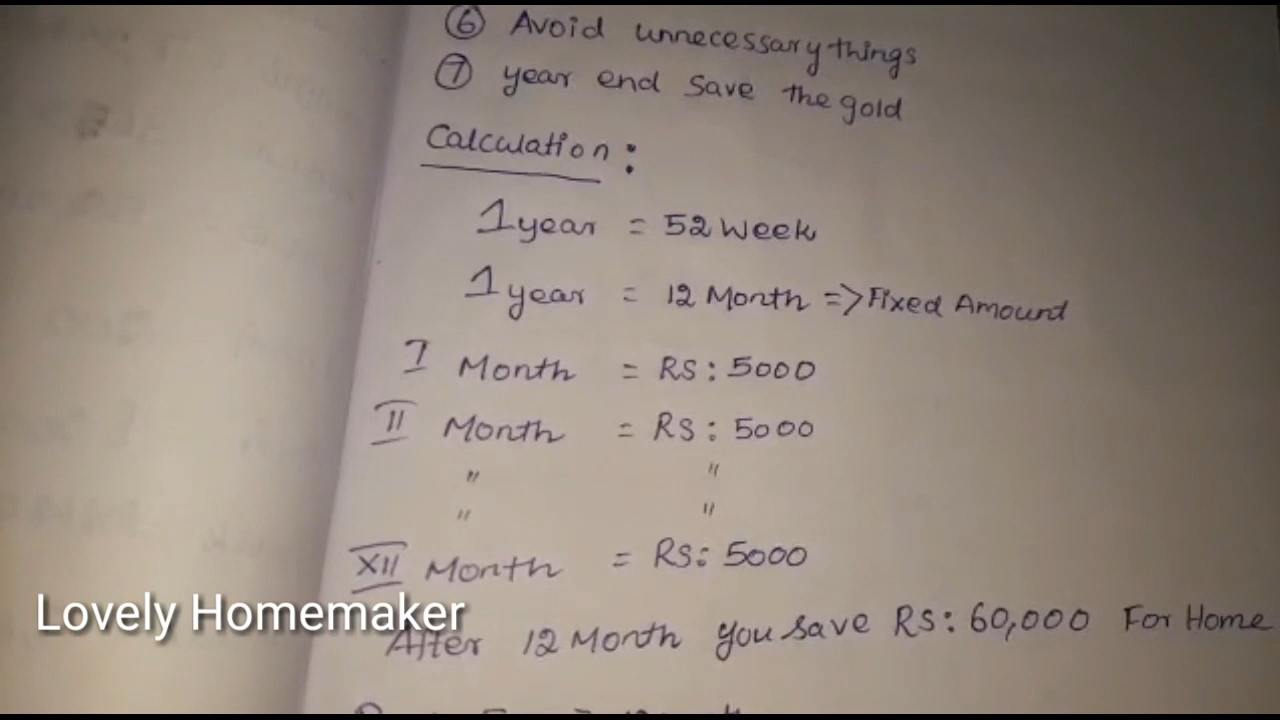 ⑥ Avoid unnecessary things
⑦ year end save the gold
Calculation :
1 year = 52 Week
1 year = 12 Month => Fixed Amount
I Month = RS : 5000
II Month = RS : 5000
" "
" "
XII Month = RS : 5000
Lovely Homemaker
After 12 Month you save RS : 60,000 For Home